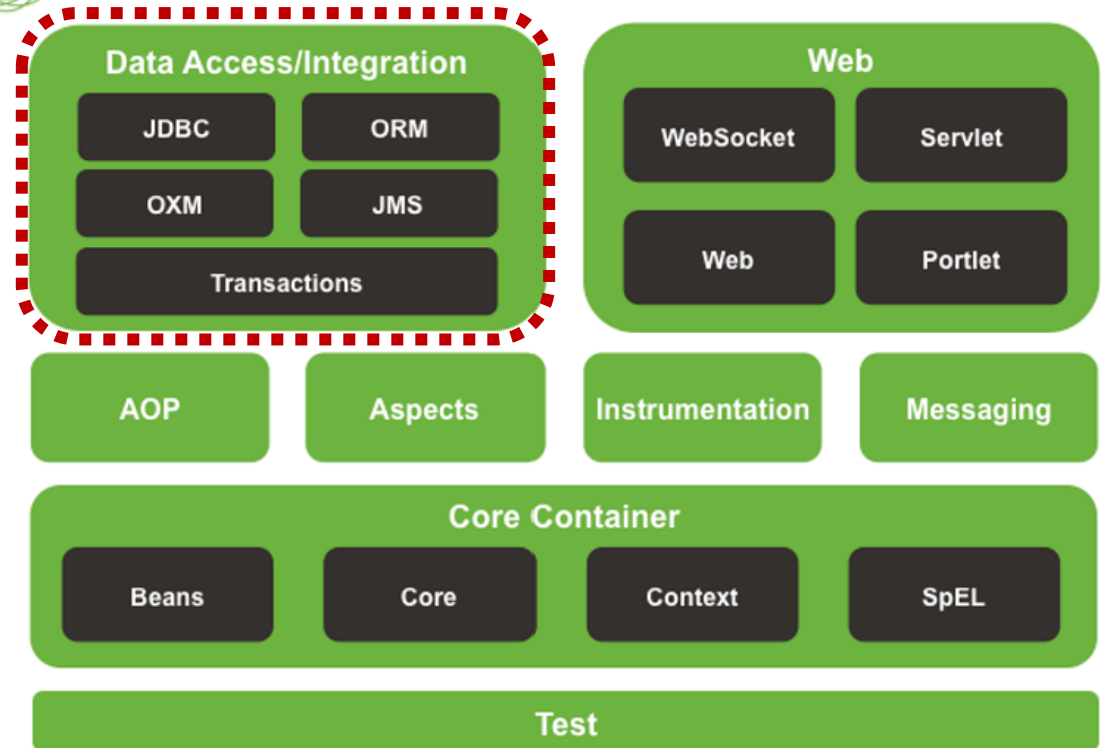 Data Access/Integration
JDBC
ORM
OXM
JMS
Transactions
Web
WebSocket
Servlet
Web
Portlet
AOP
Aspects
Instrumentation
Messaging
Core Container
Beans
Core
Context
SpEL
Test